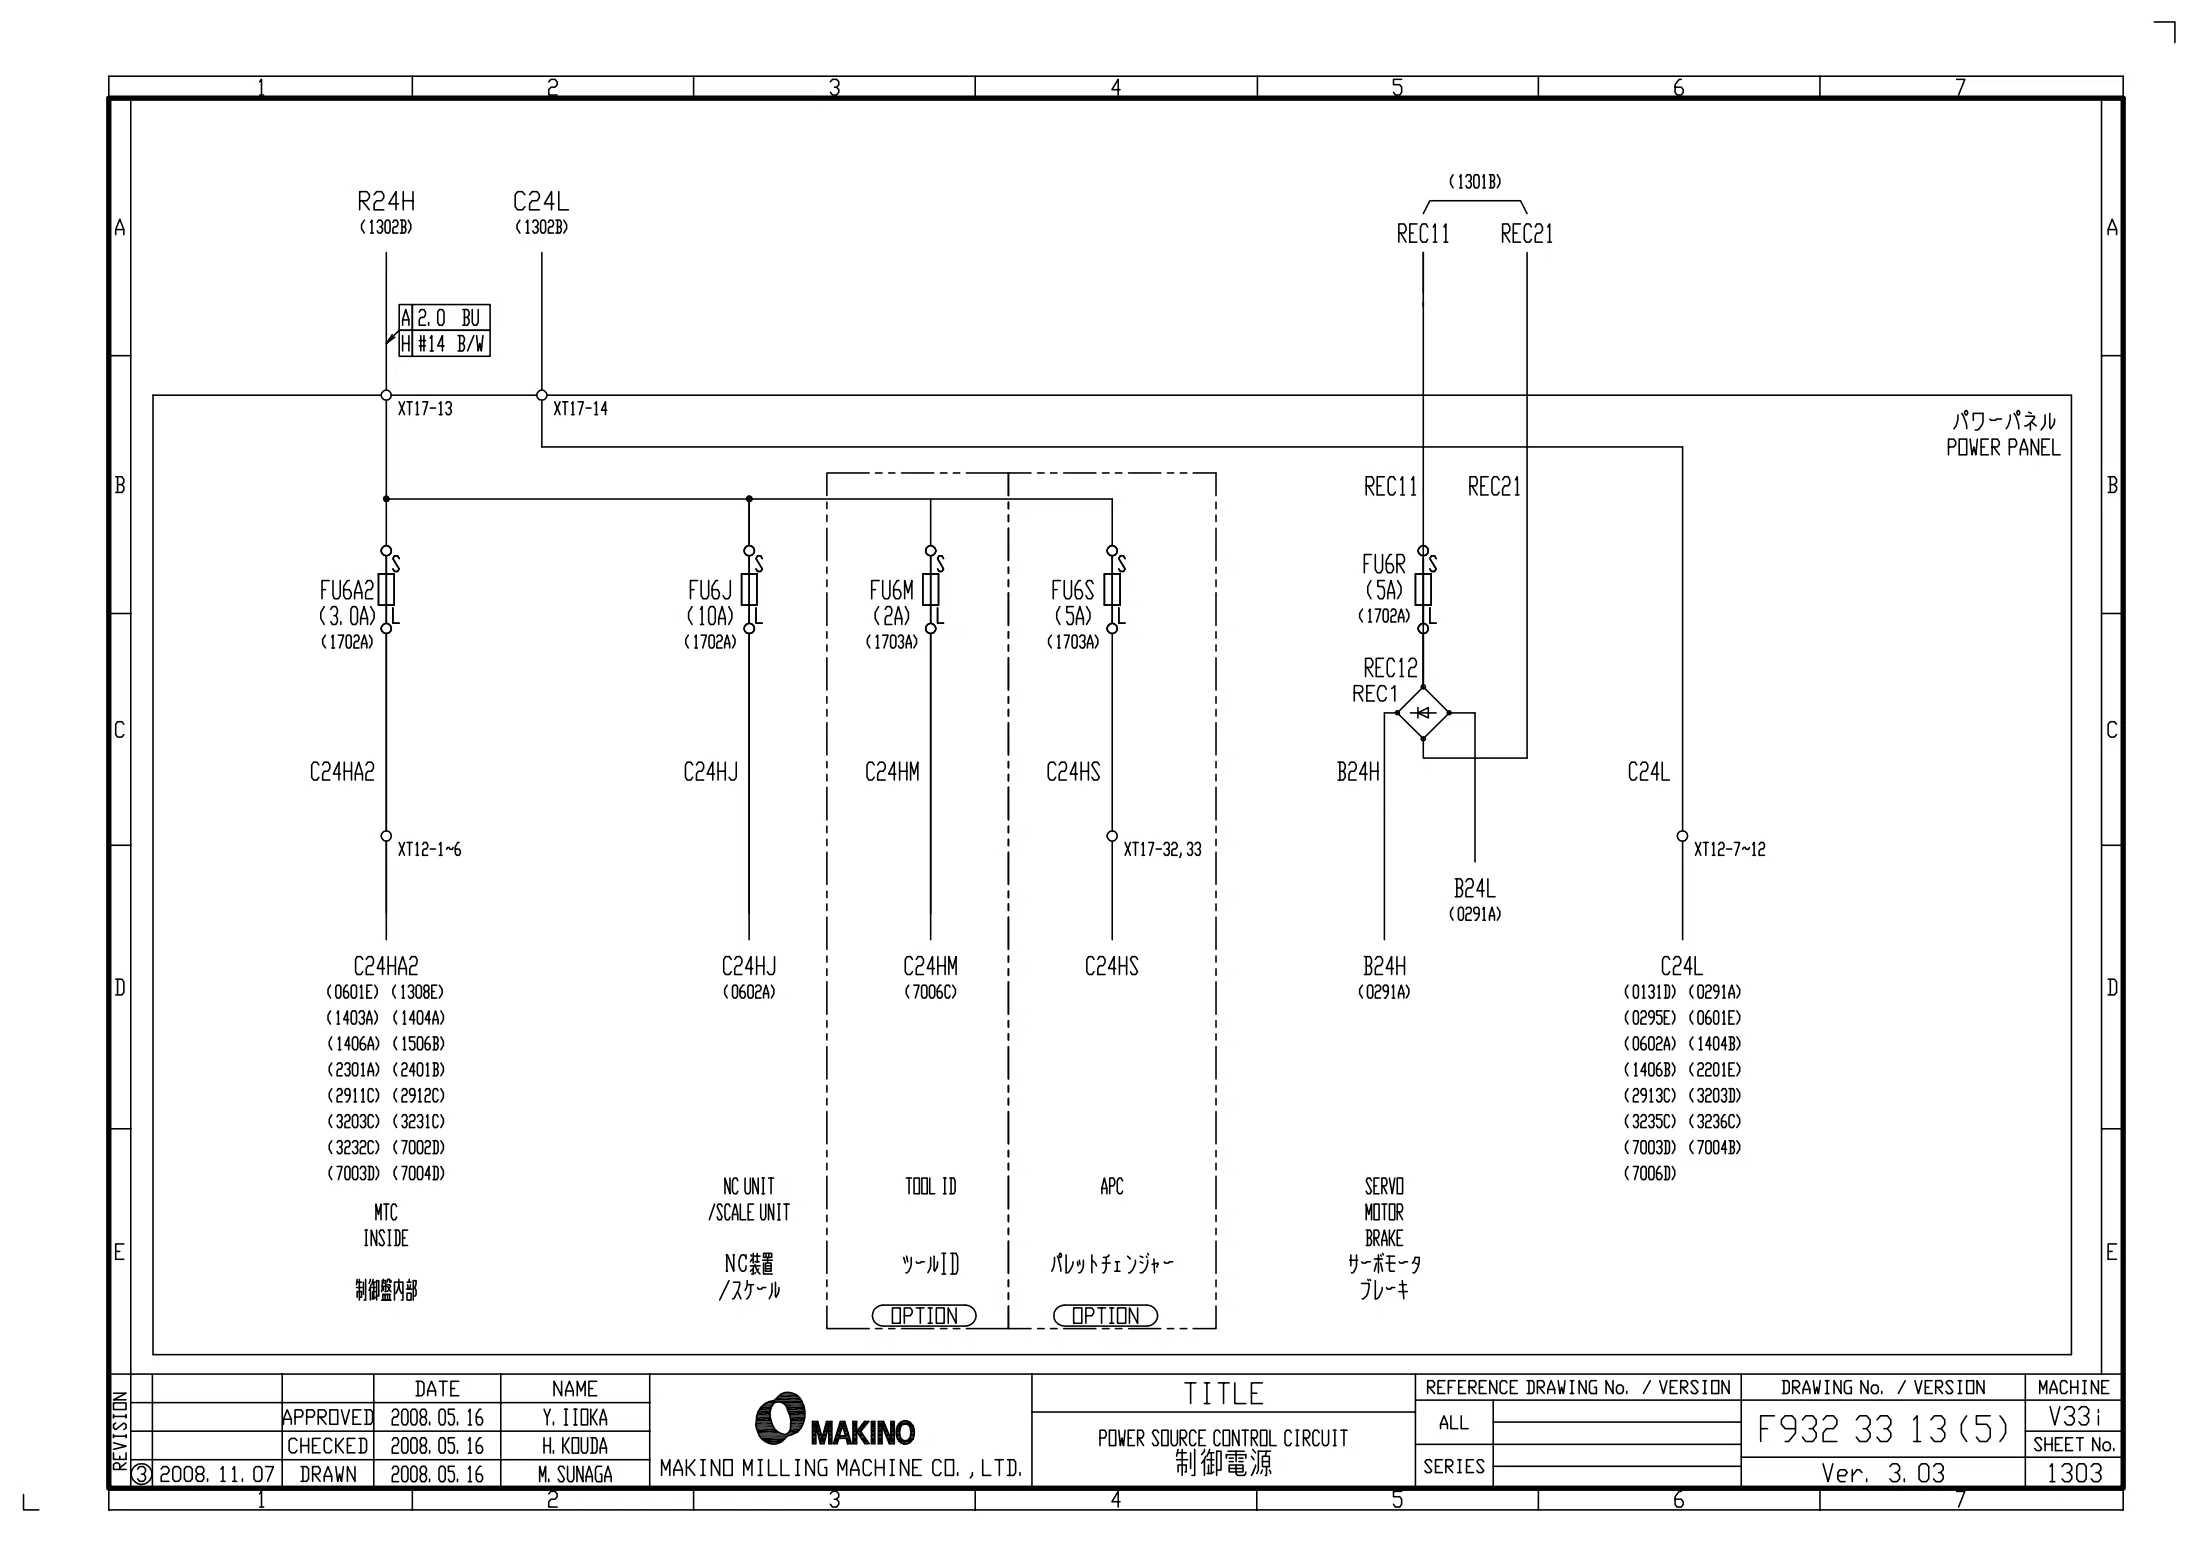 1 2 3 4 5 6 7
A
B
C
D
E
A
B
C
D
E
R24H
(1302B)
C24L
(1302B)
(1301B)
REC11 REC21
A 2.0 BU
H #14 B/W
XT17-13
XT17-14
パワーパネル
POWER PANEL
REC11
REC21
FU6A2
(3.0A)
(1702A)
S
L
FU6J
(10A)
(1702A)
S
L
FU6M
(2A)
(1703A)
S
L
FU6S
(5A)
(1703A)
S
L
FU6R
(5A)
(1702A)
S
L
REC12
REC1
C24HA2
C24HJ
C24HM
C24HS
B24H
C24L
XT12-1~6
XT17-32,33
XT12-7~12
B24L
(0291A)
C24HA2
(0601E) (1308E)
(1403A) (1404A)
(1406A) (1506B)
(2301A) (2401B)
(2911C) (2912C)
(3203C) (3231C)
(3232C) (7002D)
(7003D) (7004D)
MTC
INSIDE
制御盤内部
C24HJ
(0602A)
NC UNIT
/SCALE UNIT
NC装置
/スケール
C24HM
(7006C)
TOOL ID
ツールID
OPTION
C24HS
APC
パレットチェンジャー
OPTION
B24H
(0291A)
SERVO
MOTOR
BRAKE
サーボモータ
ブレーキ
C24L
(0131D) (0291A)
(0295E) (0601E)
(0602A) (1404B)
(1406B) (2201E)
(2913C) (3203D)
(3235C) (3236C)
(7003D) (7004B)
(7006D)
REVISION
DATE NAME
APPROVED 2008.05.16 Y.IIOKA
CHECKED 2008.05.16 H.KOUDA
③ 2008.11.07 DRAWN 2008.05.16 M.SUNAGA
MAKINO
MAKINO MILLING MACHINE CO.,LTD.
TITLE
POWER SOURCE CONTROL CIRCUIT
制御電源
REFERENCE DRAWING No. / VERSION
ALL
SERIES
DRAWING No. / VERSION
F932 33 13(5)
Ver. 3.03
MACHINE
V33i
SHEET No.
1303
1 2 3 4 5 6 7